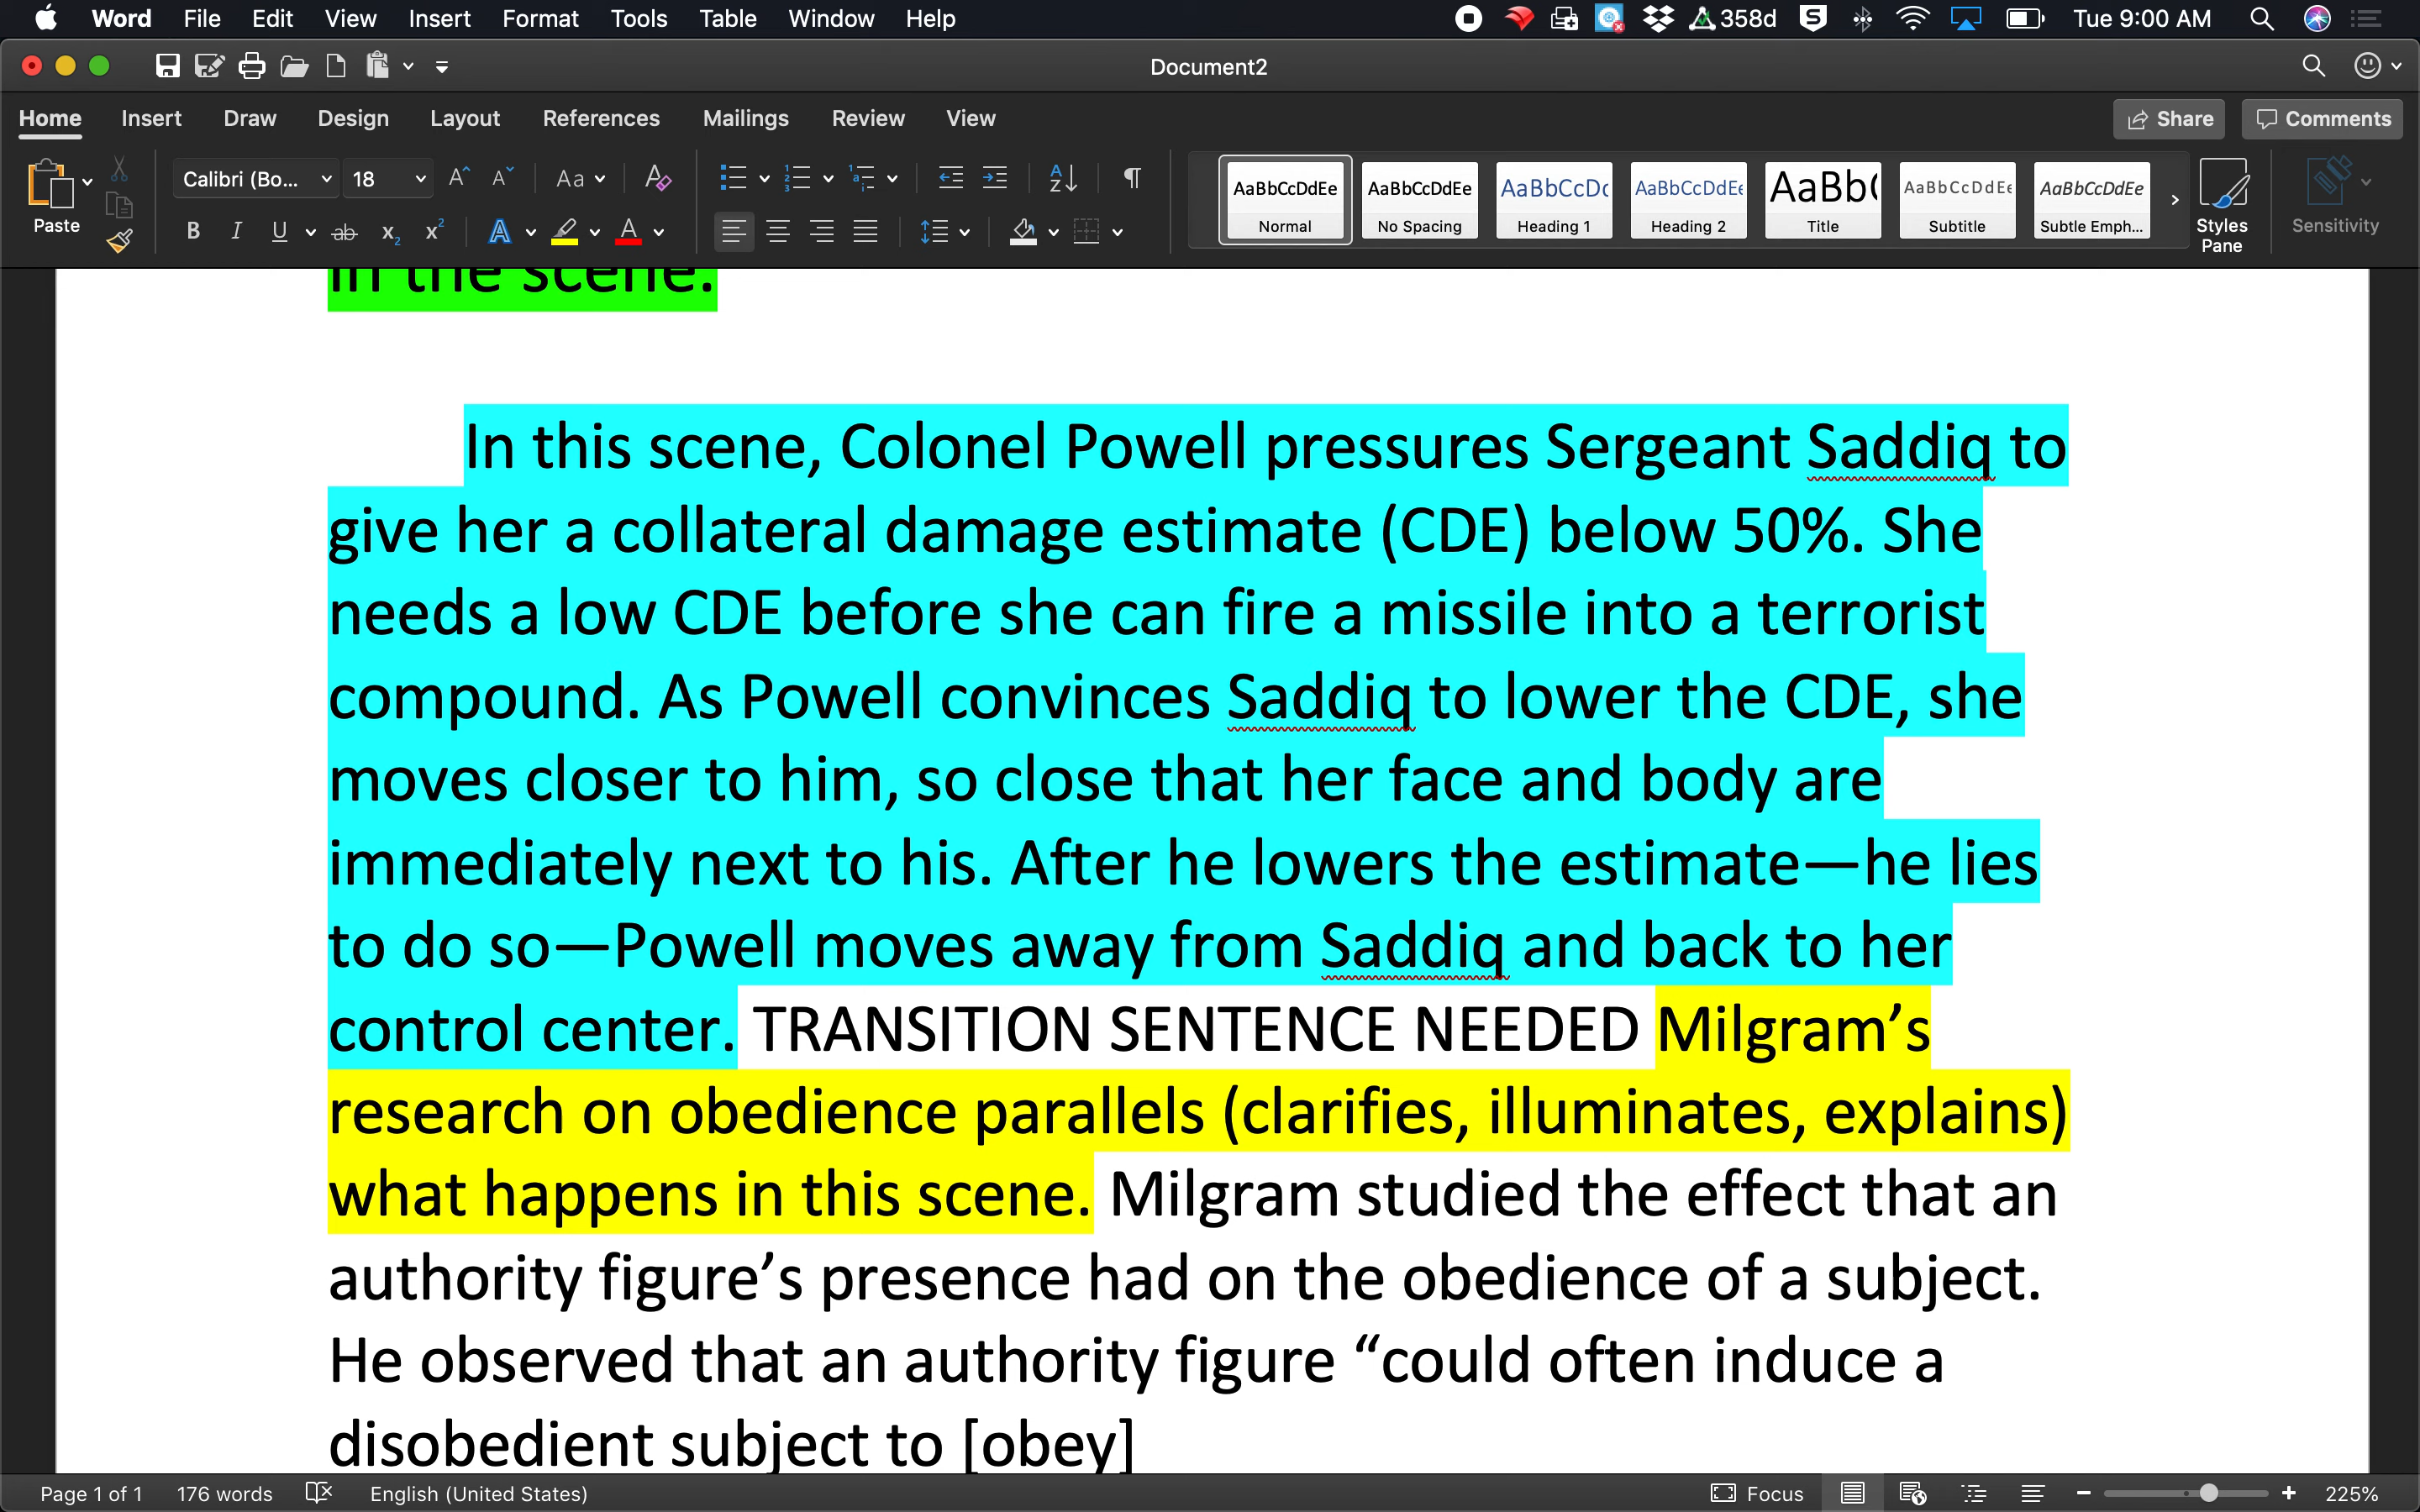 Word File Edit View Insert Format Tools Table Window Help 358d Tue 9:00 AM
Document2
Home Insert Draw Design Layout References Mailings Review View Share Comments
Paste Calibri (Bo... 18 Aa
AaBbCcDdEe AaBbCcDdEe AaBbCcDc AaBbCcDdEe AaBb( AaBbCcDdEe AaBbCcDdEe
Normal No Spacing Heading 1 Heading 2 Title Subtitle Subtle Emph... Styles Pane Sensitivity
in the scene.
In this scene, Colonel Powell pressures Sergeant Saddiq to
give her a collateral damage estimate (CDE) below 50%. She
needs a low CDE before she can fire a missile into a terrorist
compound. As Powell convinces Saddiq to lower the CDE, she
moves closer to him, so close that her face and body are
immediately next to his. After he lowers the estimate—he lies
to do so—Powell moves away from Saddiq and back to her
control center. TRANSITION SENTENCE NEEDED Milgram’s
research on obedience parallels (clarifies, illuminates, explains)
what happens in this scene. Milgram studied the effect that an
authority figure’s presence had on the obedience of a subject.
He observed that an authority figure “could often induce a
disobedient subject to [obey]
Page 1 of 1 176 words English (United States) Focus 225%